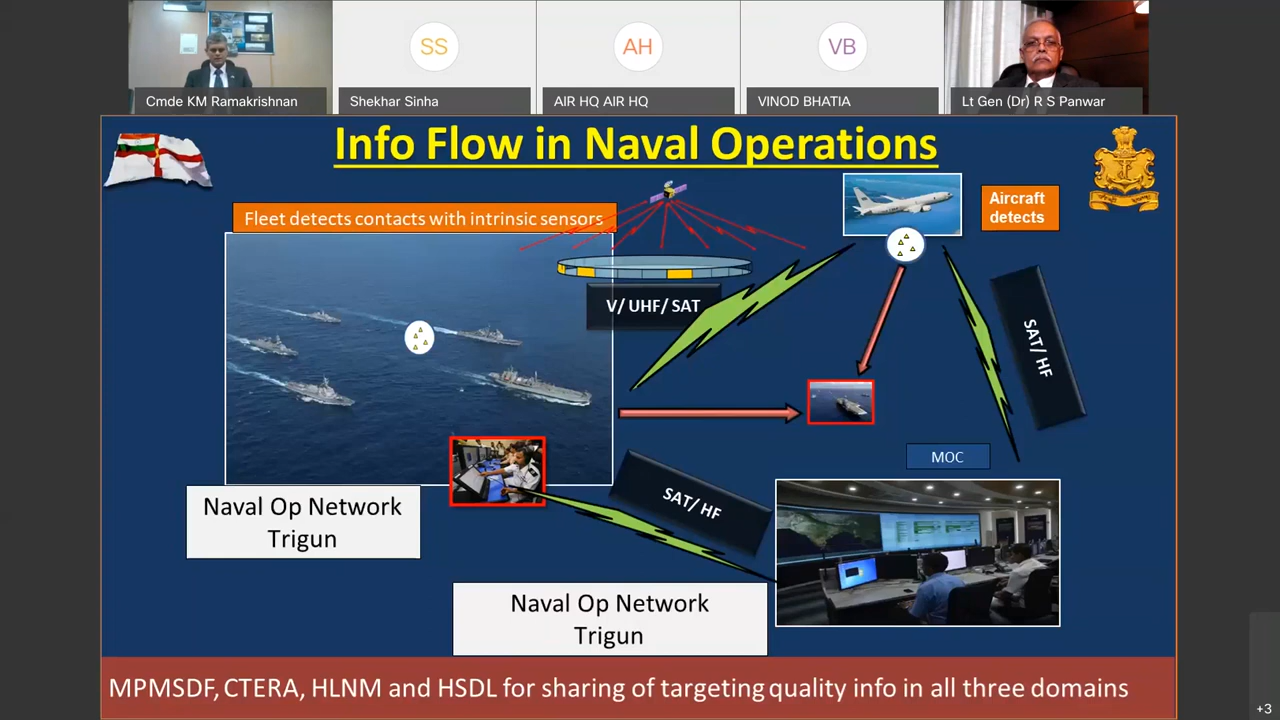 SS
AH
VB
Cmde KM Ramakrishnan
Shekhar Sinha
AIR HQ AIR HQ
VINOD BHATIA
Lt Gen (Dr) R S Panwar
Info Flow in Naval Operations
Fleet detects contacts with intrinsic sensors
Aircraft
detects
V/ UHF/ SAT
SAT/ HF
MOC
SAT/ HF
Naval Op Network
Trigun
Naval Op Network
Trigun
MPMSDF, CTERA, HLNM and HSDL for sharing of targeting quality info in all three domains
+3